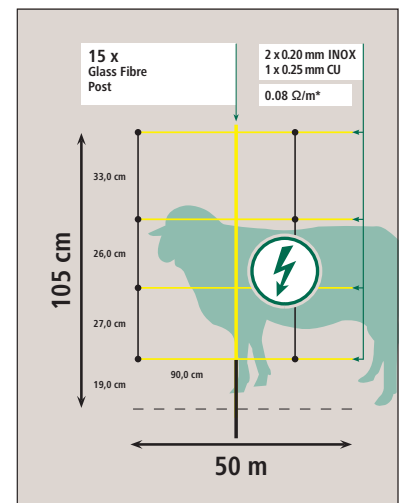 15 x
Glass Fibre
Post
2 x 0.20 mm INOX
1 x 0.25 mm CU
0.08 Ω/m*
33,0 cm
26,0 cm
105 cm
27,0 cm
90,0 cm
19,0 cm
50 m